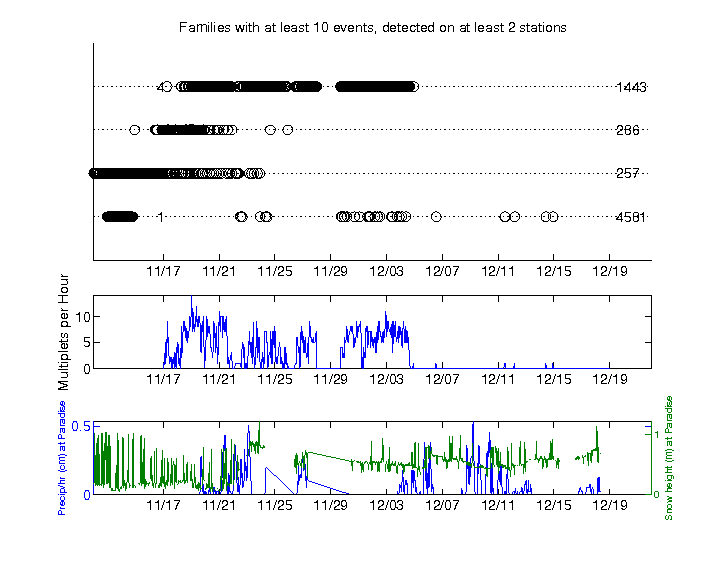 Families with at least 10 events, detected on at least 2 stations
4 1443
286
257
1 4581
11/17 11/21 11/25 11/29 12/03 12/07 12/11 12/15 12/19
Multiplets per Hour
10
5
0
11/17 11/21 11/25 11/29 12/03 12/07 12/11 12/15 12/19
Precip/hr (cm) at Paradise
0.5
0
Snow height (m) at Paradise
1
0
11/17 11/21 11/25 11/29 12/03 12/07 12/11 12/15 12/19